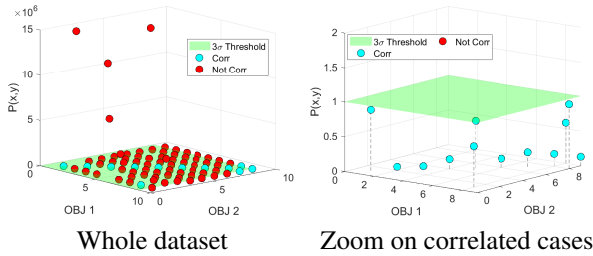 ×10⁶
15
10
5
0
P(x,y)
3σ Threshold
Corr
Not Corr
0
5
10
OBJ 1
0
5
10
OBJ 2
Whole dataset
2
1.5
1
0.5
0
P(x,y)
3σ Threshold
Not Corr
Corr
0
2
4
6
8
OBJ 1
0
2
4
6
8
OBJ 2
Zoom on correlated cases